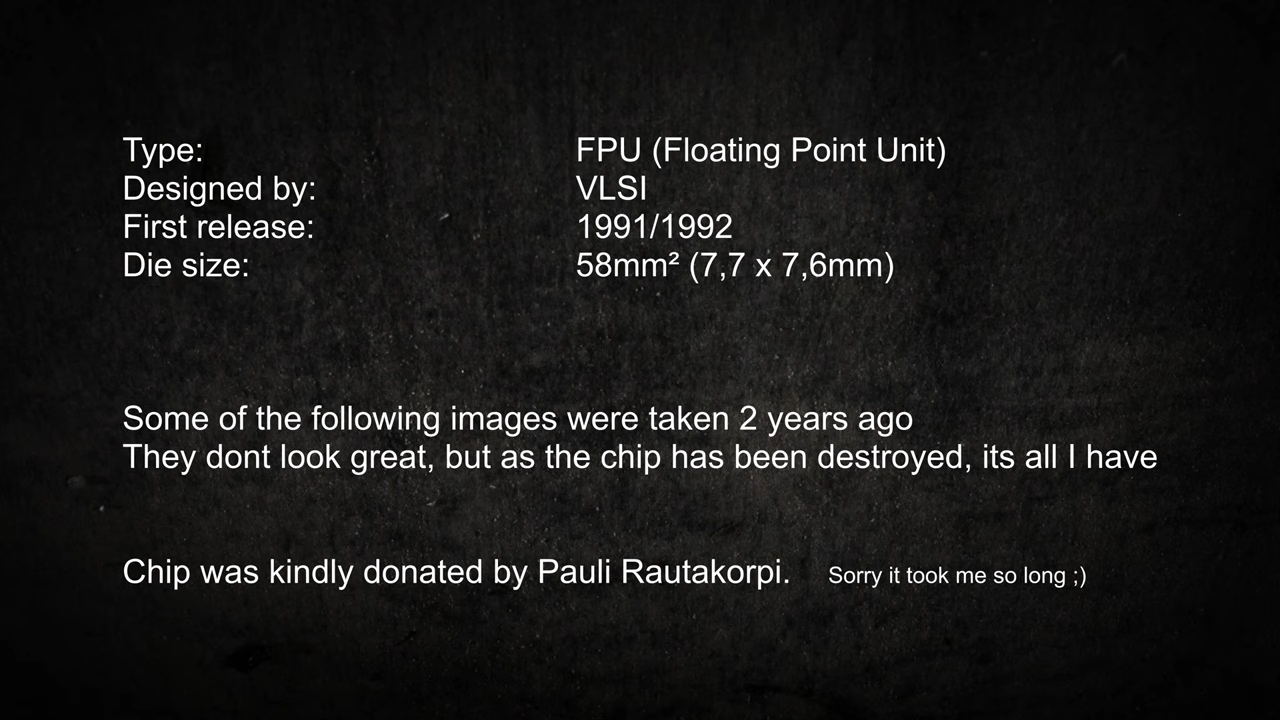 Type: FPU (Floating Point Unit)
Designed by: VLSI
First release: 1991/1992
Die size: 58mm² (7,7 x 7,6mm)
Some of the following images were taken 2 years ago
They dont look great, but as the chip has been destroyed, its all I have
Chip was kindly donated by Pauli Rautakorpi. Sorry it took me so long ;)